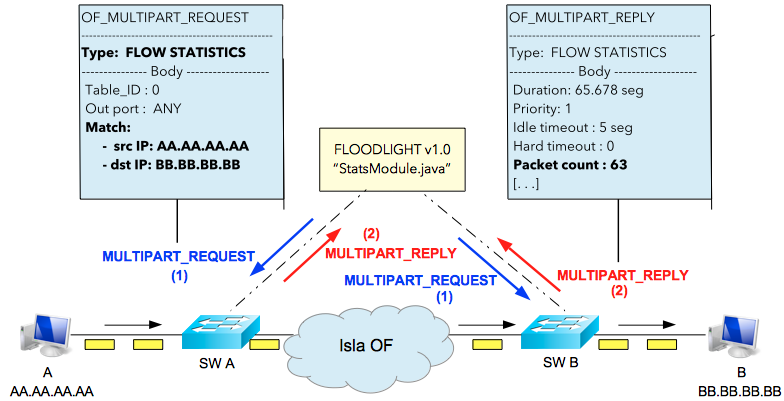 OF_MULTIPART_REQUEST
Type: FLOW STATISTICS
Body
Table_ID : 0
Out port : ANY
Match:
- src IP: AA.AA.AA.AA
- dst IP: BB.BB.BB.BB
OF_MULTIPART_REPLY
Type: FLOW STATISTICS
Body
Duration: 65.678 seg
Priority: 1
Idle timeout : 5 seg
Hard timeout : 0
Packet count : 63
[. . .]
FLOODLIGHT v1.0
"StatsModule.java"
MULTIPART_REQUEST
(1)
(2)
MULTIPART_REPLY
MULTIPART_REQUEST
(1)
MULTIPART_REPLY
(2)
A
AA.AA.AA.AA
SW A
Isla OF
SW B
B
BB.BB.BB.BB